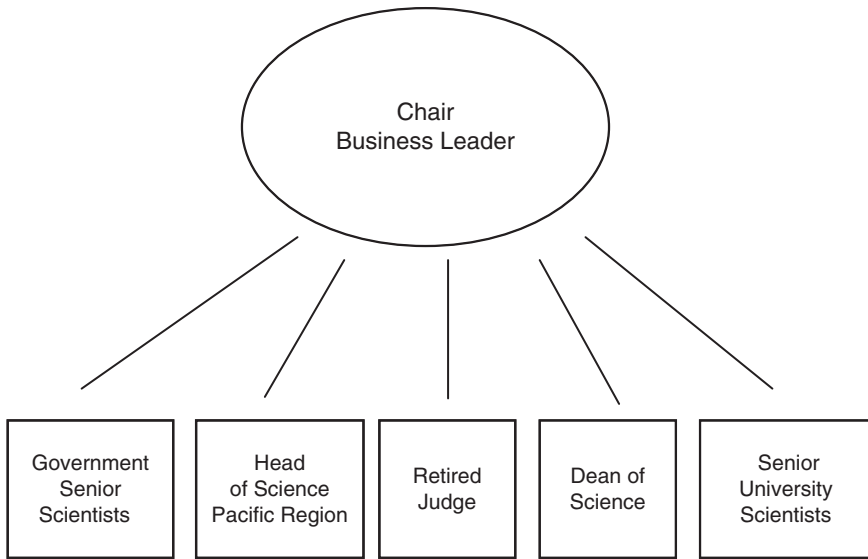 Chair
Business Leader
Government
Senior
Scientists
Head
of Science
Pacific Region
Retired
Judge
Dean of
Science
Senior
University
Scientists